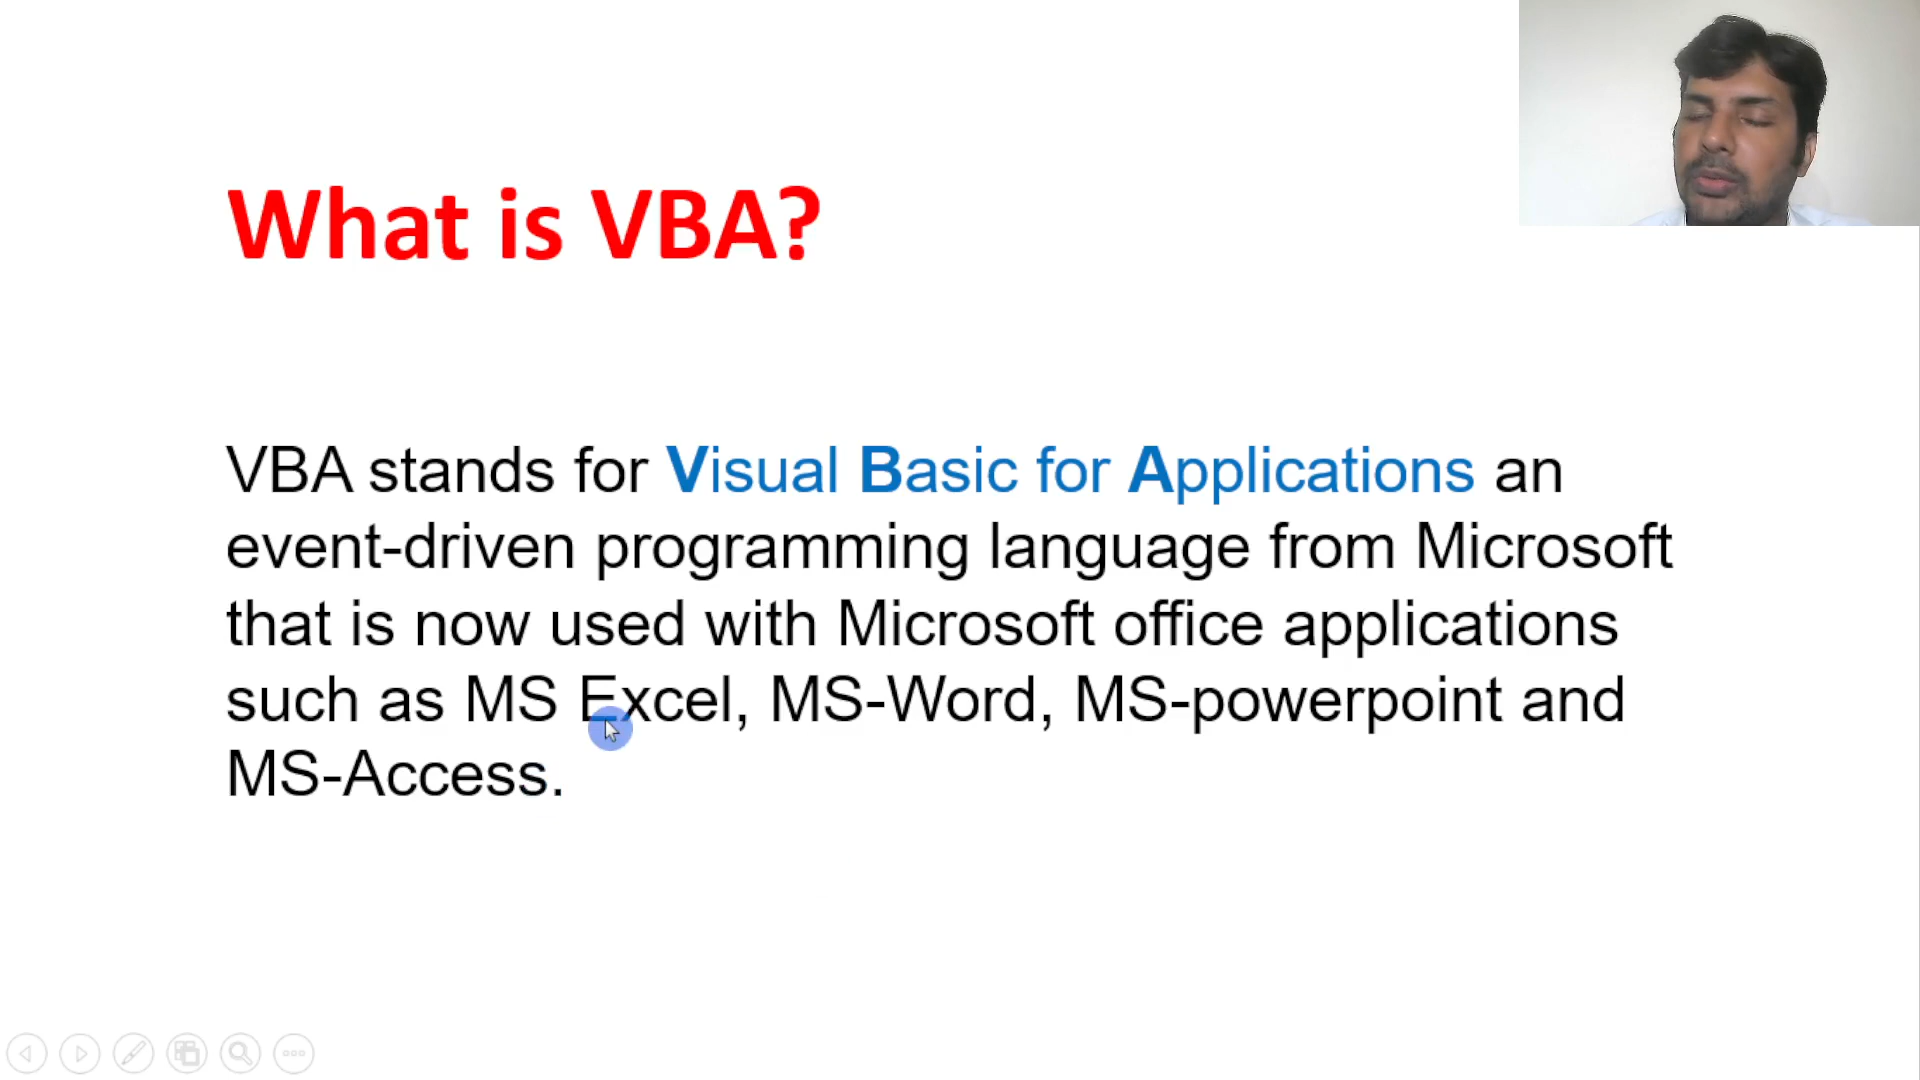 What is VBA?
VBA stands for Visual Basic for Applications an
event-driven programming language from Microsoft
that is now used with Microsoft office applications
such as MS Excel, MS-Word, MS-powerpoint and
MS-Access.